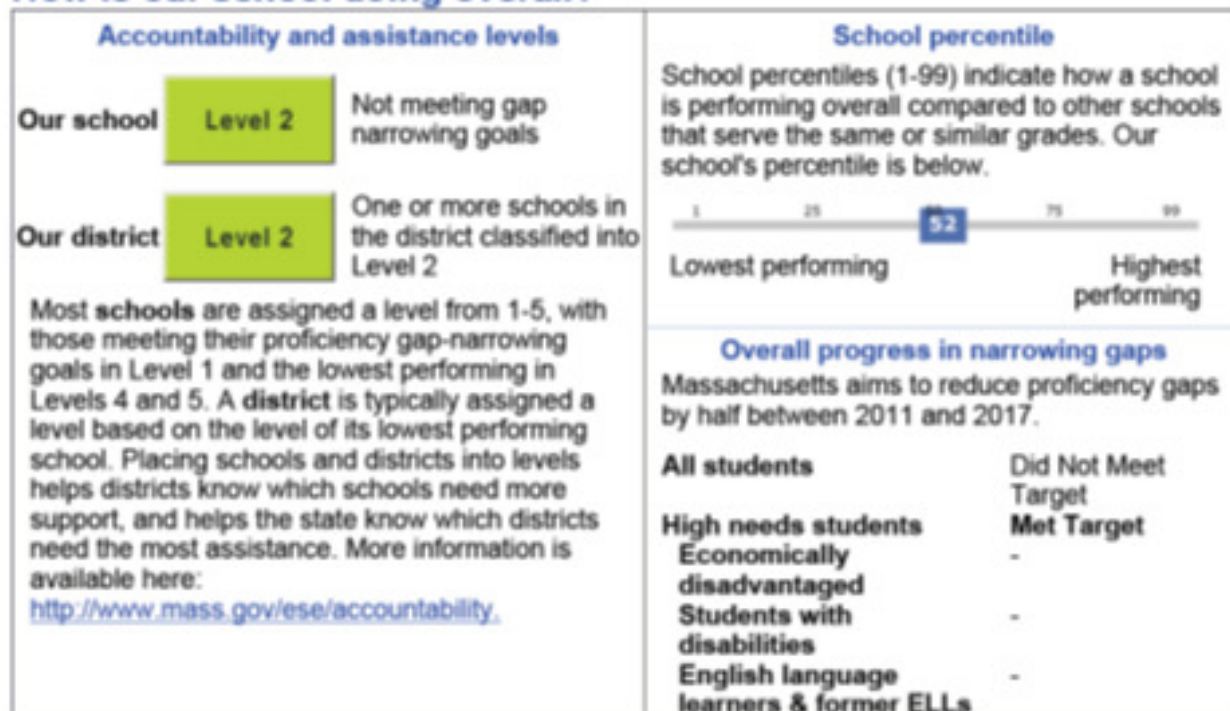 Accountability and assistance levels
Our school
Level 2
Not meeting gap
narrowing goals
Our district
Level 2
One or more schools in
the district classified into
Level 2
Most schools are assigned a level from 1-5, with
those meeting their proficiency gap-narrowing
goals in Level 1 and the lowest performing in
Levels 4 and 5. A district is typically assigned a
level based on the level of its lowest performing
school. Placing schools and districts into levels
helps districts know which schools need more
support, and helps the state know which districts
need the most assistance. More information is
available here:
http://www.mass.gov/ese/accountability.
School percentile
School percentiles (1-99) indicate how a school
is performing overall compared to other schools
that serve the same or similar grades. Our
school's percentile is below.
1 25 52 75 99
Lowest performing
Highest
performing
Overall progress in narrowing gaps
Massachusetts aims to reduce proficiency gaps
by half between 2011 and 2017.
All students
Did Not Meet
Target
High needs students Met Target
Economically -
disadvantaged
Students with -
disabilities
English language -
learners & former ELLs